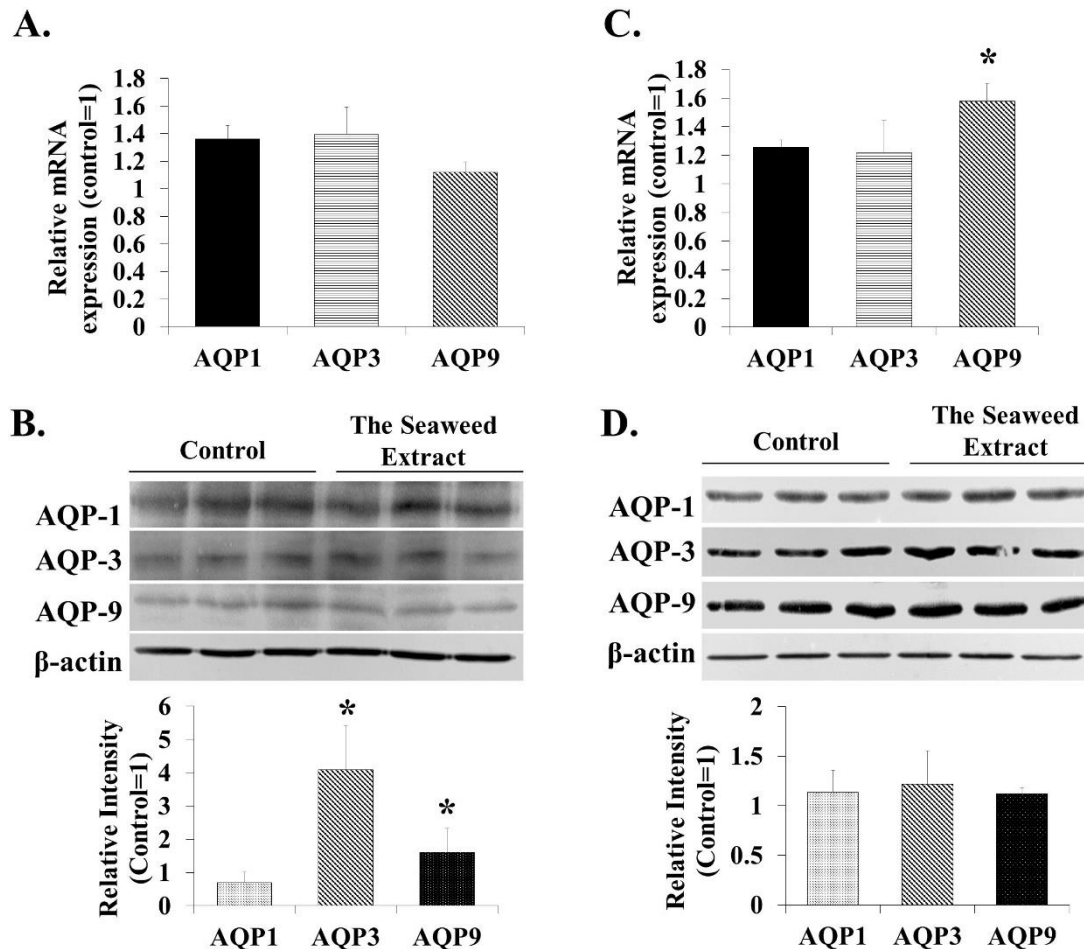 A.
Relative mRNA
expression (control=1)
1.8
1.6
1.4
1.2
1
0.8
0.6
0.4
0.2
0
AQP1 AQP3 AQP9
C.
*
Relative mRNA
expression (control=1)
1.8
1.6
1.4
1.2
1
0.8
0.6
0.4
0.2
0
AQP1 AQP3 AQP9
B.
Control
The Seaweed
Extract
AQP-1
AQP-3
AQP-9
β-actin
Relative Intensity
(Control=1)
6
5
4
3
2
1
0
*
*
AQP1 AQP3 AQP9
D.
Control
The Seaweed
Extract
AQP-1
AQP-3
AQP-9
β-actin
Relative Intensity
(Control=1)
2
1.5
1
0.5
0
AQP1 AQP3 AQP9